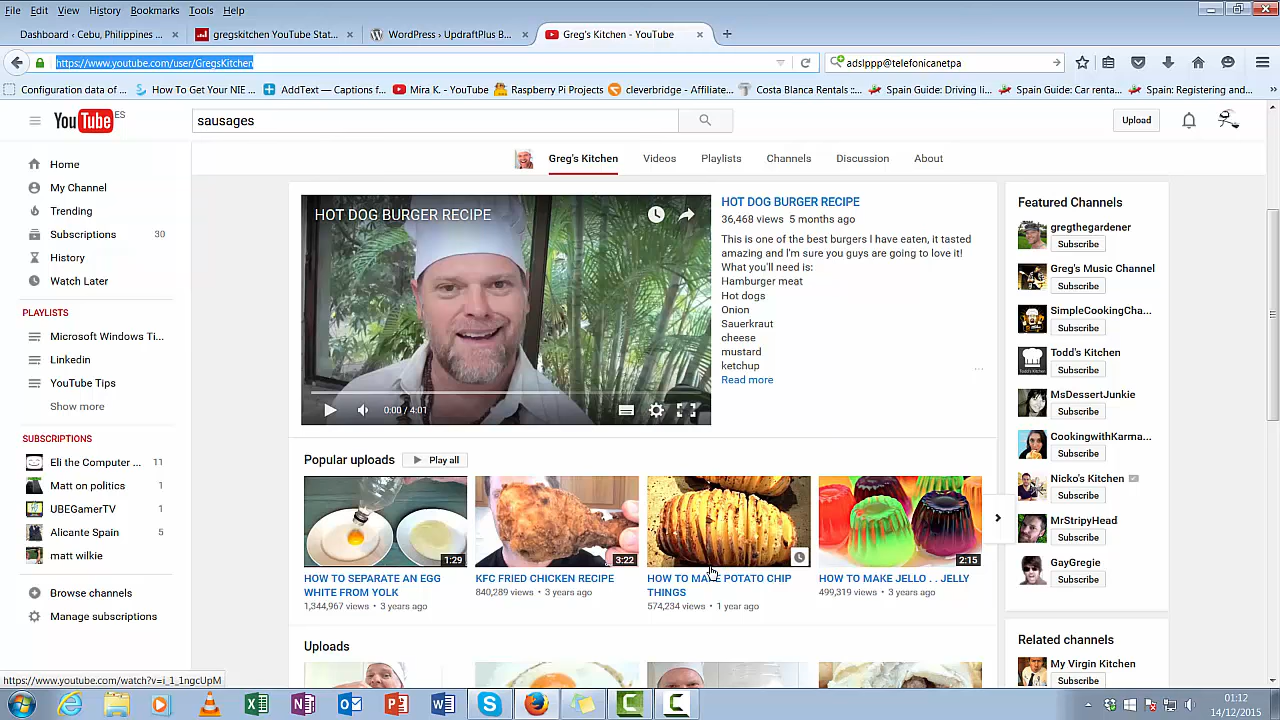 File Edit View History Bookmarks Tools Help
Dashboard ‹ Cebu, Philippines ... × gregskitchen YouTube Stat... × WordPress › UpdraftPlus B... × Greg's Kitchen - YouTube × +
https://www.youtube.com/user/GregsKitchen adslppp@telefonicanetpa
Configuration data of ... How To Get Your NIE ... AddText — Captions f... Mira K. - YouTube Raspberry Pi Projects cleverbridge - Affiliate... Costa Blanca Rentals ::... Spain Guide: Driving li... Spain Guide: Car renta... Spain: Registering and... »
YouTube ES sausages Upload
Greg's Kitchen Videos Playlists Channels Discussion About
Home
My Channel
Trending
Subscriptions 30
History
Watch Later
PLAYLISTS
Microsoft Windows Ti...
Linkedin
YouTube Tips
Show more
SUBSCRIPTIONS
Eli the Computer ... 11
Matt on politics 1
UBEGamerTV 1
Alicante Spain 5
matt wilkie
Browse channels
Manage subscriptions
HOT DOG BURGER RECIPE
0:00 / 4:01
HOT DOG BURGER RECIPE
36,468 views 5 months ago
This is one of the best burgers I have eaten, it tasted
amazing and I'm sure you guys are going to love it!
What you'll need is:
Hamburger meat
Hot dogs
Onion
Sauerkraut
cheese
mustard
ketchup
...
Read more
Popular uploads Play all
1:29 3:22 2:15
HOW TO SEPARATE AN EGG WHITE FROM YOLK
1,344,967 views • 3 years ago
KFC FRIED CHICKEN RECIPE
840,289 views • 3 years ago
HOW TO MAKE POTATO CHIP THINGS
574,234 views • 1 year ago
HOW TO MAKE JELLO . . JELLY
499,319 views • 3 years ago
Uploads
Featured Channels
gregthegardener
Subscribe
Greg's Music Channel
Subscribe
SimpleCookingCha...
Subscribe
Todd's Kitchen
Todd's Kitchen
Subscribe
MsDessertJunkie
Subscribe
CookingwithKarma...
Subscribe
Nicko's Kitchen
Subscribe
MrStripyHead
Subscribe
GayGregie
Subscribe
Related channels
My Virgin Kitchen
Subscribe
https://www.youtube.com/watch?v=i_1_1ngcUpM
01:12
14/12/2015